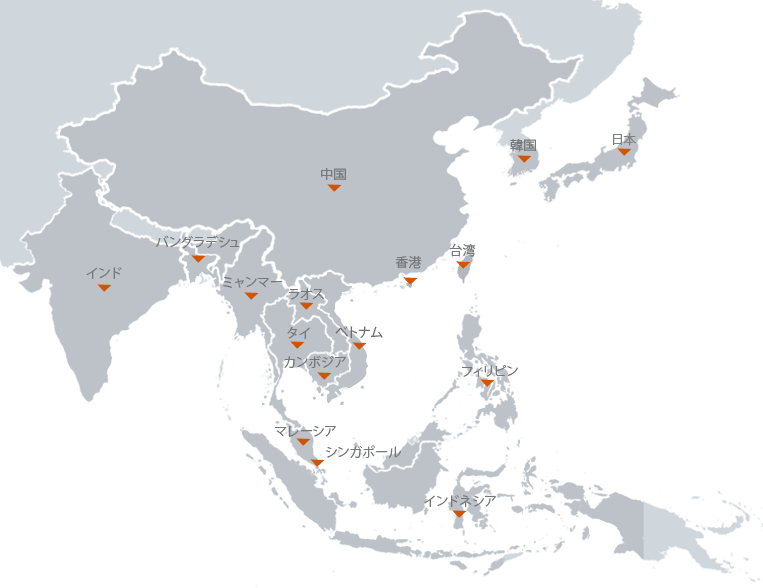 日本
韓国
中国
バングラデシュ
台湾
香港
インド
ミャンマー
ラオス
タイ
ベトナム
カンボジア
フィリピン
マレーシア
シンガポール
インドネシア